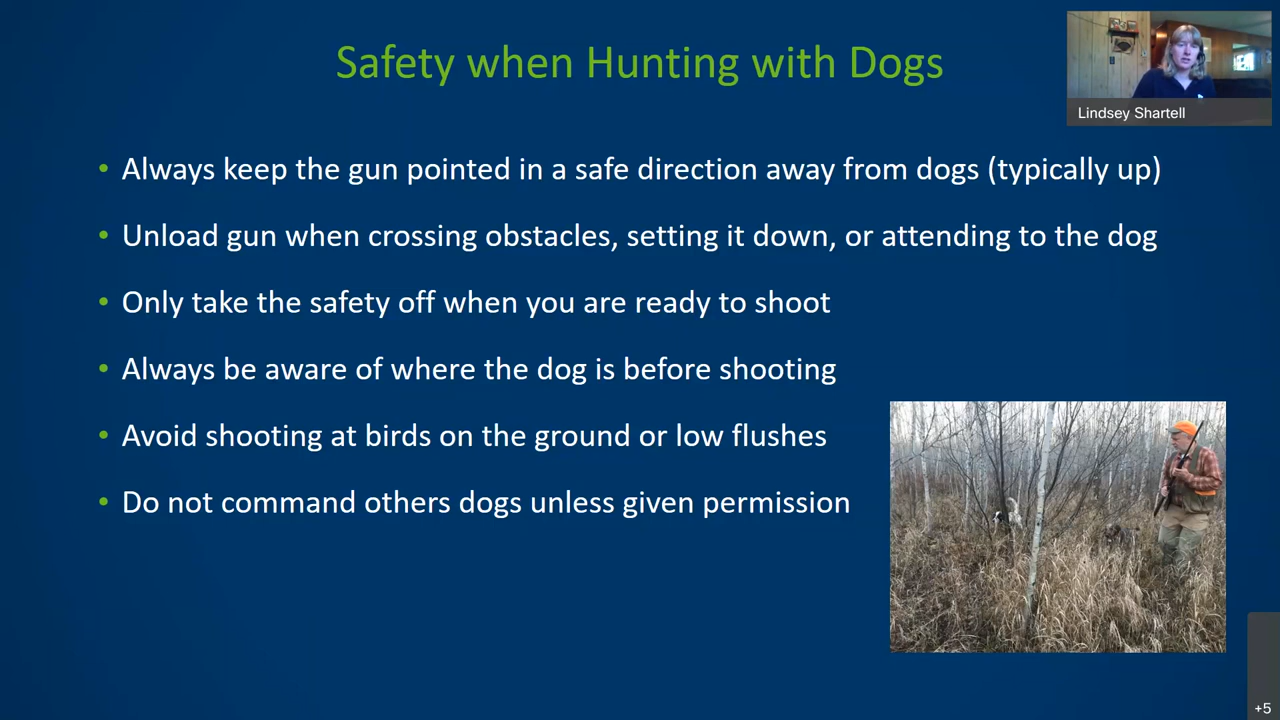 Safety when Hunting with Dogs
Lindsey Shartell
• Always keep the gun pointed in a safe direction away from dogs (typically up)
• Unload gun when crossing obstacles, setting it down, or attending to the dog
• Only take the safety off when you are ready to shoot
• Always be aware of where the dog is before shooting
• Avoid shooting at birds on the ground or low flushes
• Do not command others dogs unless given permission
+5